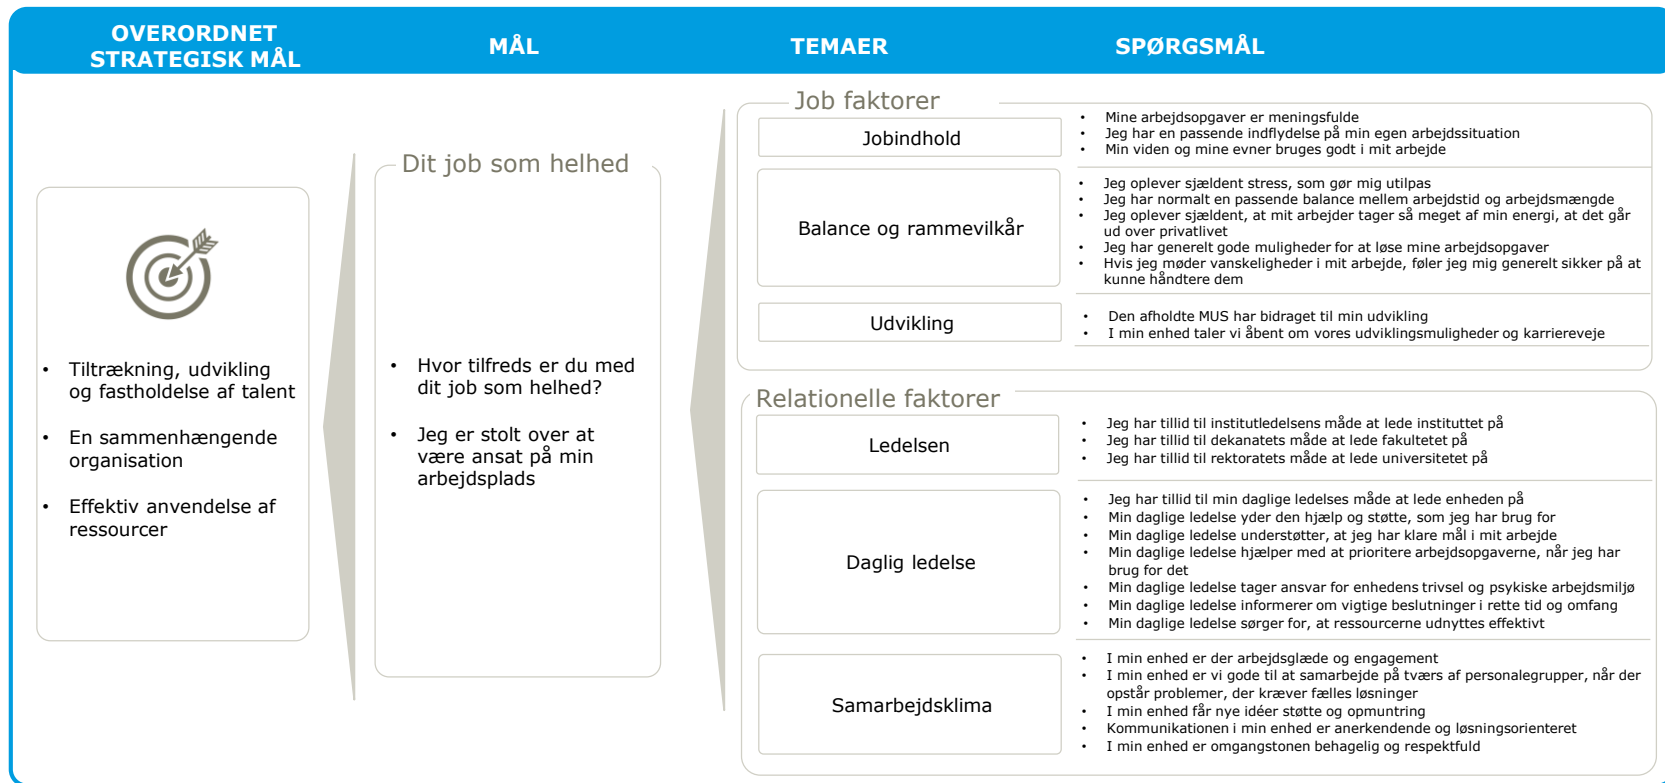 OVERORDNET
STRATEGISK MÅL
MÅL
TEMAER
SPØRGSMÅL
• Tiltrækning, udvikling
og fastholdelse af talent
• En sammenhængende
organisation
• Effektiv anvendelse af
ressourcer
Dit job som helhed
• Hvor tilfreds er du med
dit job som helhed?
• Jeg er stolt over at
være ansat på min
arbejdsplads
Job faktorer
Jobindhold
• Mine arbejdsopgaver er meningsfulde
• Jeg har en passende indflydelse på min egen arbejdssituation
• Min viden og mine evner bruges godt i mit arbejde
Balance og rammevilkår
• Jeg oplever sjældent stress, som gør mig utilpas
• Jeg har normalt en passende balance mellem arbejdstid og arbejdsmængde
• Jeg oplever sjældent, at mit arbejder tager så meget af min energi, at det går
ud over privatlivet
• Jeg har generelt gode muligheder for at løse mine arbejdsopgaver
• Hvis jeg møder vanskeligheder i mit arbejde, føler jeg mig generelt sikker på at
kunne håndtere dem
Udvikling
• Den afholdte MUS har bidraget til min udvikling
• I min enhed taler vi åbent om vores udviklingsmuligheder og karriereveje
Relationelle faktorer
Ledelsen
• Jeg har tillid til institutledelsens måde at lede instituttet på
• Jeg har tillid til dekanatets måde at lede fakultetet på
• Jeg har tillid til rektoratets måde at lede universitetet på
Daglig ledelse
• Jeg har tillid til min daglige ledelses måde at lede enheden på
• Min daglige ledelse yder den hjælp og støtte, som jeg har brug for
• Min daglige ledelse understøtter, at jeg har klare mål i mit arbejde
• Min daglige ledelse hjælper med at prioritere arbejdsopgaverne, når jeg har
brug for det
• Min daglige ledelse tager ansvar for enhedens trivsel og psykiske arbejdsmiljø
• Min daglige ledelse informerer om vigtige beslutninger i rette tid og omfang
• Min daglige ledelse sørger for, at ressourcerne udnyttes effektivt
Samarbejdsklima
• I min enhed er der arbejdsglæde og engagement
• I min enhed er vi gode til at samarbejde på tværs af personalegrupper, når der
opstår problemer, der kræver fælles løsninger
• I min enhed får nye idéer støtte og opmuntring
• Kommunikationen i min enhed er anerkendende og løsningsorienteret
• I min enhed er omgangstonen behagelig og respektfuld